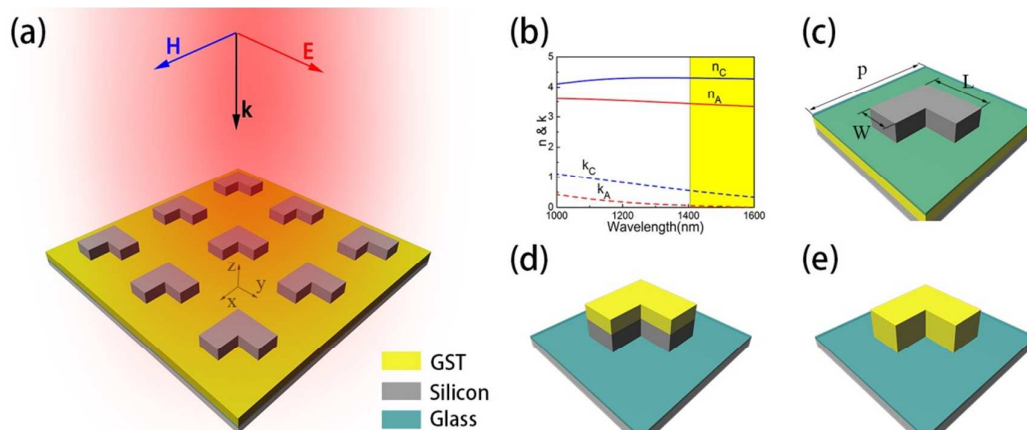 (a)
H
E
k
z
x
y
GST
Silicon
Glass
(b)
n & k
5
4
3
2
1
0
n_C
n_A
k_C
k_A
1000 1200 1400 1600
Wavelength(nm)
(c)
p
L
W
(d)
(e)